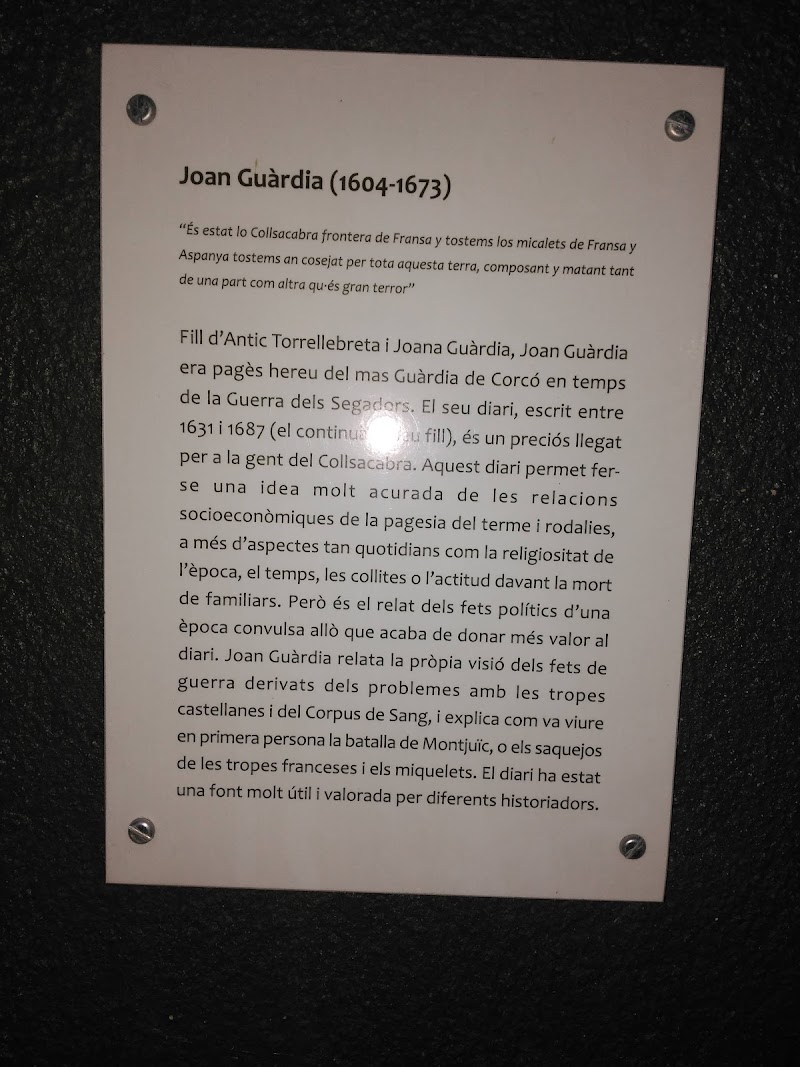 Joan Guàrdia (1604-1673)
“És estat lo Collsacabra frontera de Fransa y tostems los micalets de Fransa y
Aspanya tostems an cosejat per tota aquesta terra, composant y matant tant
de una part com altra qu·és gran terror”
Fill d’Antic Torrellebreta i Joana Guàrdia, Joan Guàrdia
era pagès hereu del mas Guàrdia de Corcó en temps
de la Guerra dels Segadors. El seu diari, escrit entre
1631 i 1687 (el continua fill), és un preciós llegat
per a la gent del Collsacabra. Aquest diari permet fer-
se una idea molt acurada de les relacions
socioeconòmiques de la pagesia del terme i rodalies,
a més d’aspectes tan quotidians com la religiositat de
l’època, el temps, les collites o l’actitud davant la mort
de familiars. Però és el relat dels fets polítics d’una
època convulsa allò que acaba de donar més valor al
diari. Joan Guàrdia relata la pròpia visió dels fets de
guerra derivats dels problemes amb les tropes
castellanes i del Corpus de Sang, i explica com va viure
en primera persona la batalla de Montjuïc, o els saquejos
de les tropes franceses i els miquelets. El diari ha estat
una font molt útil i valorada per diferents historiadors.